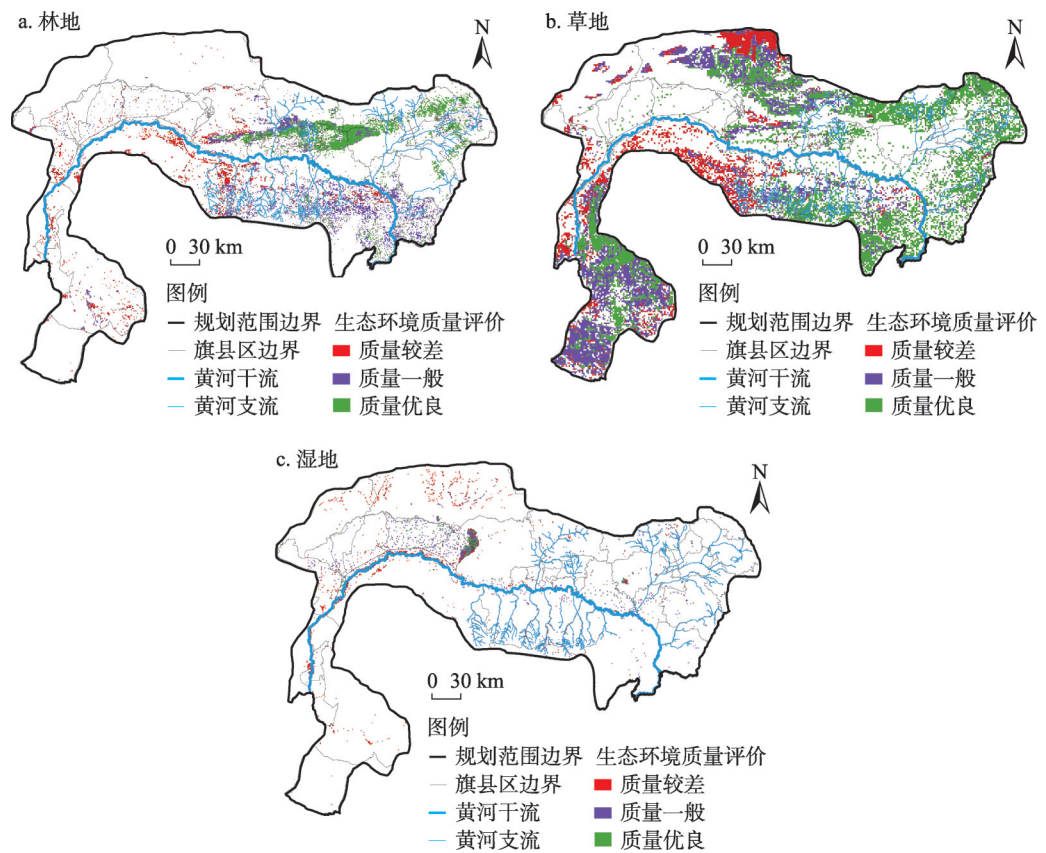 a. 林地
N
0 30 km
图例
规划范围边界 生态环境质量评价
旗县区边界 质量较差
黄河干流 质量一般
黄河支流 质量优良
b. 草地
N
0 30 km
图例
规划范围边界 生态环境质量评价
旗县区边界 质量较差
黄河干流 质量一般
黄河支流 质量优良
c. 湿地
N
0 30 km
图例
规划范围边界 生态环境质量评价
旗县区边界 质量较差
黄河干流 质量一般
黄河支流 质量优良